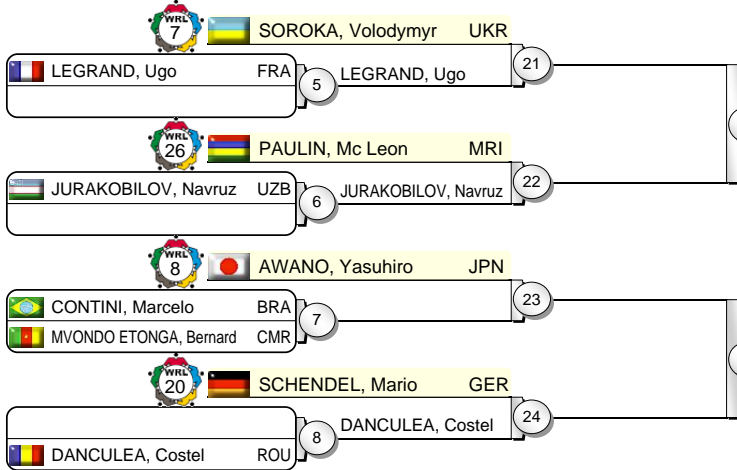 WRL 7 SOROKA, Volodymyr UKR
21
LEGRAND, Ugo FRA
5 LEGRAND, Ugo
WRL 26 PAULIN, Mc Leon MRI
22
JURAKOBILOV, Navruz UZB
6 JURAKOBILOV, Navruz
WRL 8 AWANO, Yasuhiro JPN
23
CONTINI, Marcelo BRA
7
MVONDO ETONGA, Bernard CMR
WRL 20 SCHENDEL, Mario GER
24
8 DANCULEA, Costel
DANCULEA, Costel ROU